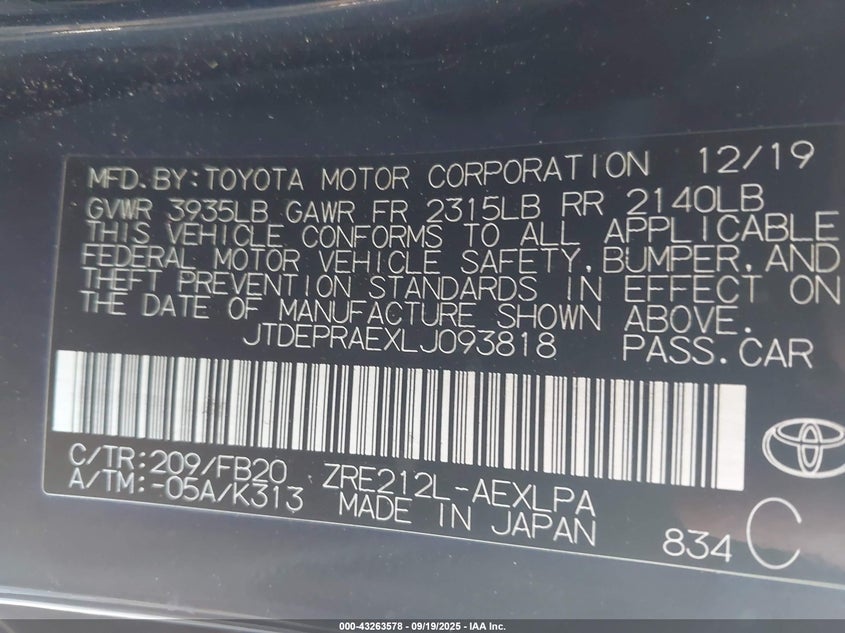 MFD.BY:TOYOTA MOTOR CORPORATION 12/19
GVWR 3935LB GAWR FR 2315LB RR 2140LB
THIS VEHICLE CONFORMS TO ALL APPLICABLE
FEDERAL MOTOR VEHICLE SAFETY,BUMPER,AND
THEFT PREVENTION STANDARDS IN EFFECT ON
THE DATE OF MANUFACTURE SHOWN ABOVE.
JTDEPRAEXLJ093818 PASS.CAR
C/TR:209/FB20 ZRE212L-AEXLPA
A/TM:-05A/K313 MADE IN JAPAN
834 C
000-43263578 - 09/19/2025 - IAA Inc.